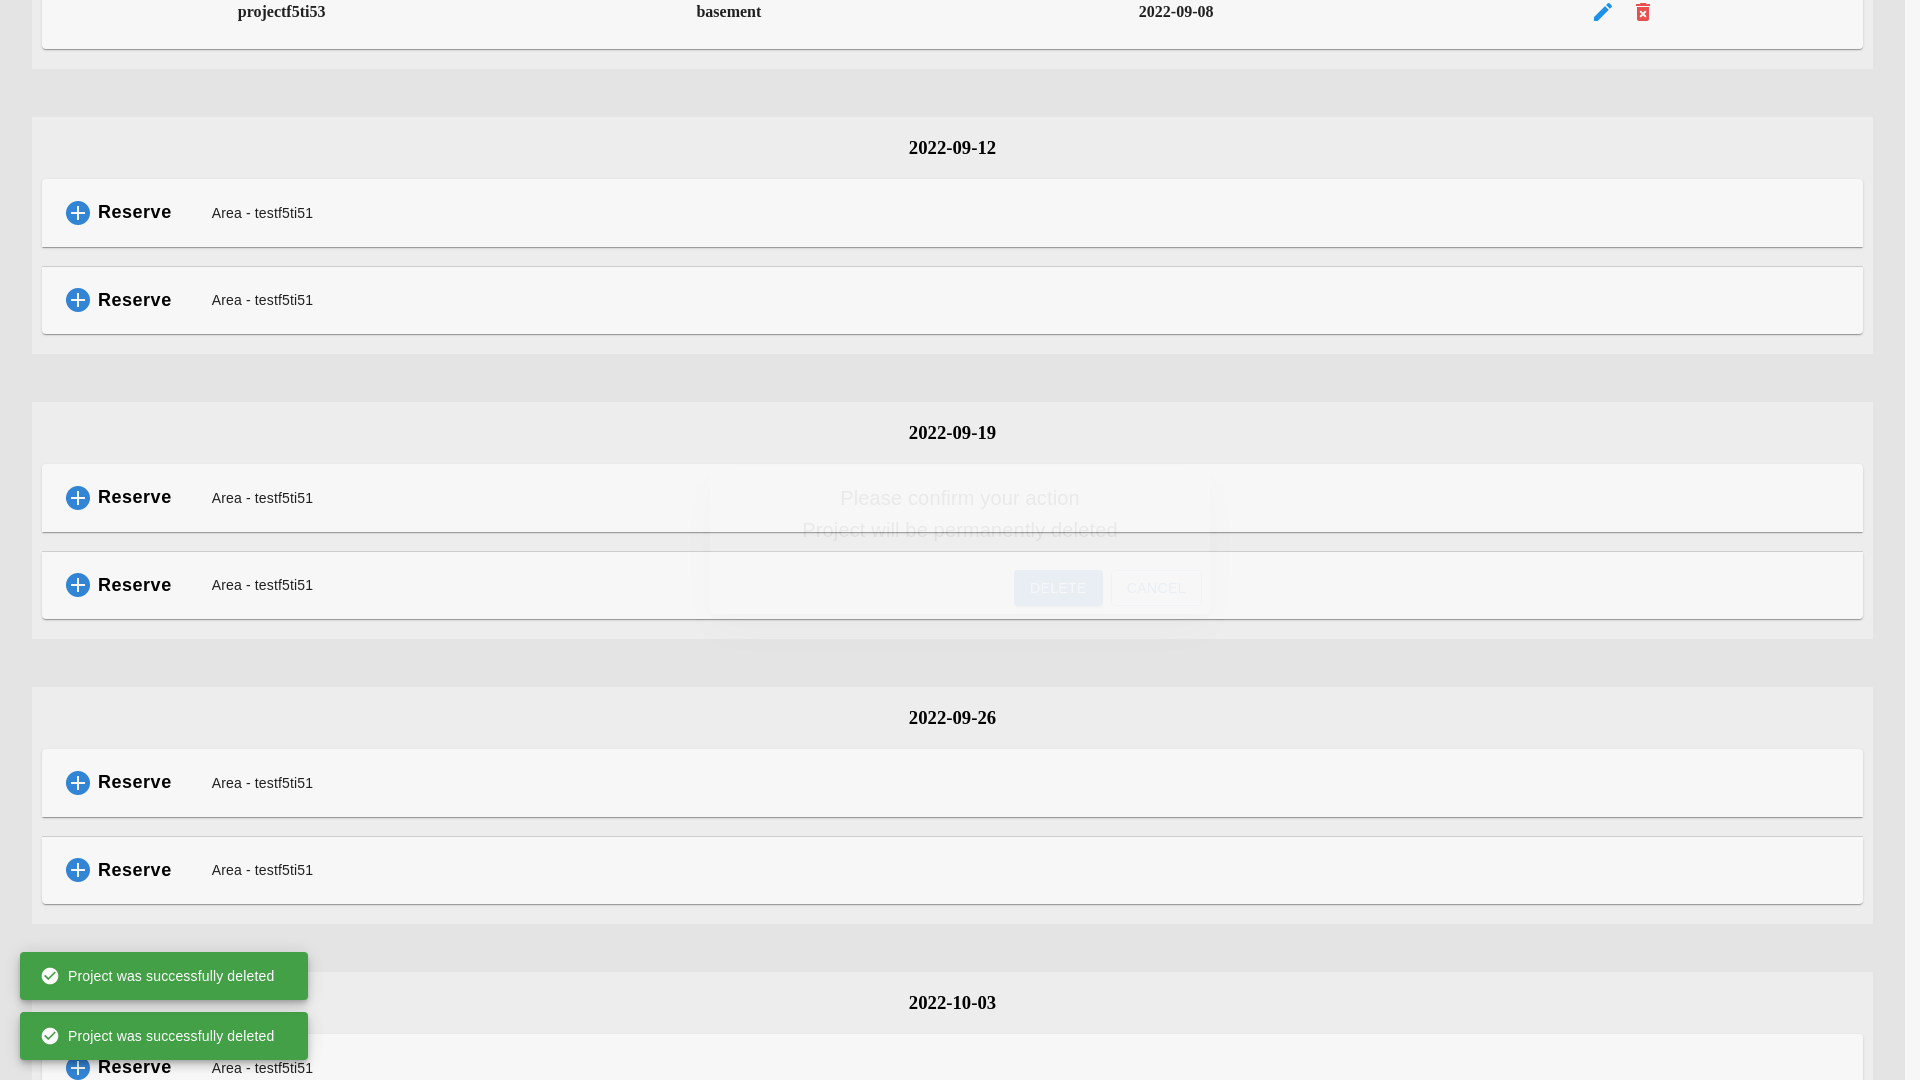 projectf5ti53 basement 2022-09-08
2022-09-12
Reserve Area - testf5ti51
Reserve Area - testf5ti51
2022-09-19
Reserve Area - testf5ti51
Please confirm your action
Project will be permanently deleted
Reserve Area - testf5ti51
DELETE CANCEL
2022-09-26
Reserve Area - testf5ti51
Reserve Area - testf5ti51
Project was successfully deleted
2022-10-03
Project was successfully deleted
Reserve Area - testf5ti51